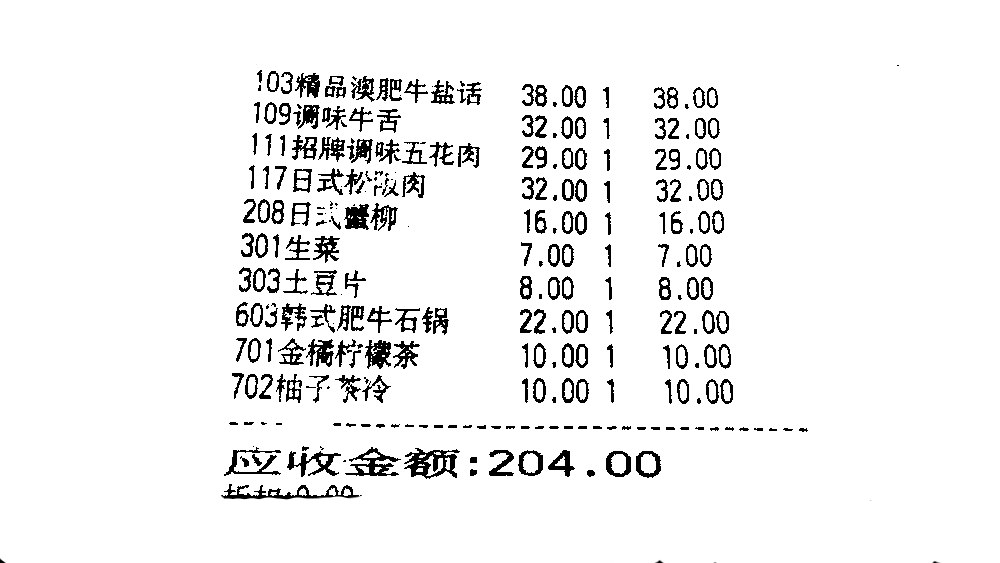 103精品澳肥牛盐话 38.00 1 38.00
109调味牛舌 32.00 1 32.00
111招牌调味五花肉 29.00 1 29.00
117日式松阪肉 32.00 1 32.00
208日式蟹柳 16.00 1 16.00
301生菜 7.00 1 7.00
303土豆片 8.00 1 8.00
603韩式肥牛石锅 22.00 1 22.00
701金橘柠檬茶 10.00 1 10.00
702柚子茶冷 10.00 1 10.00
应收金额:204.00